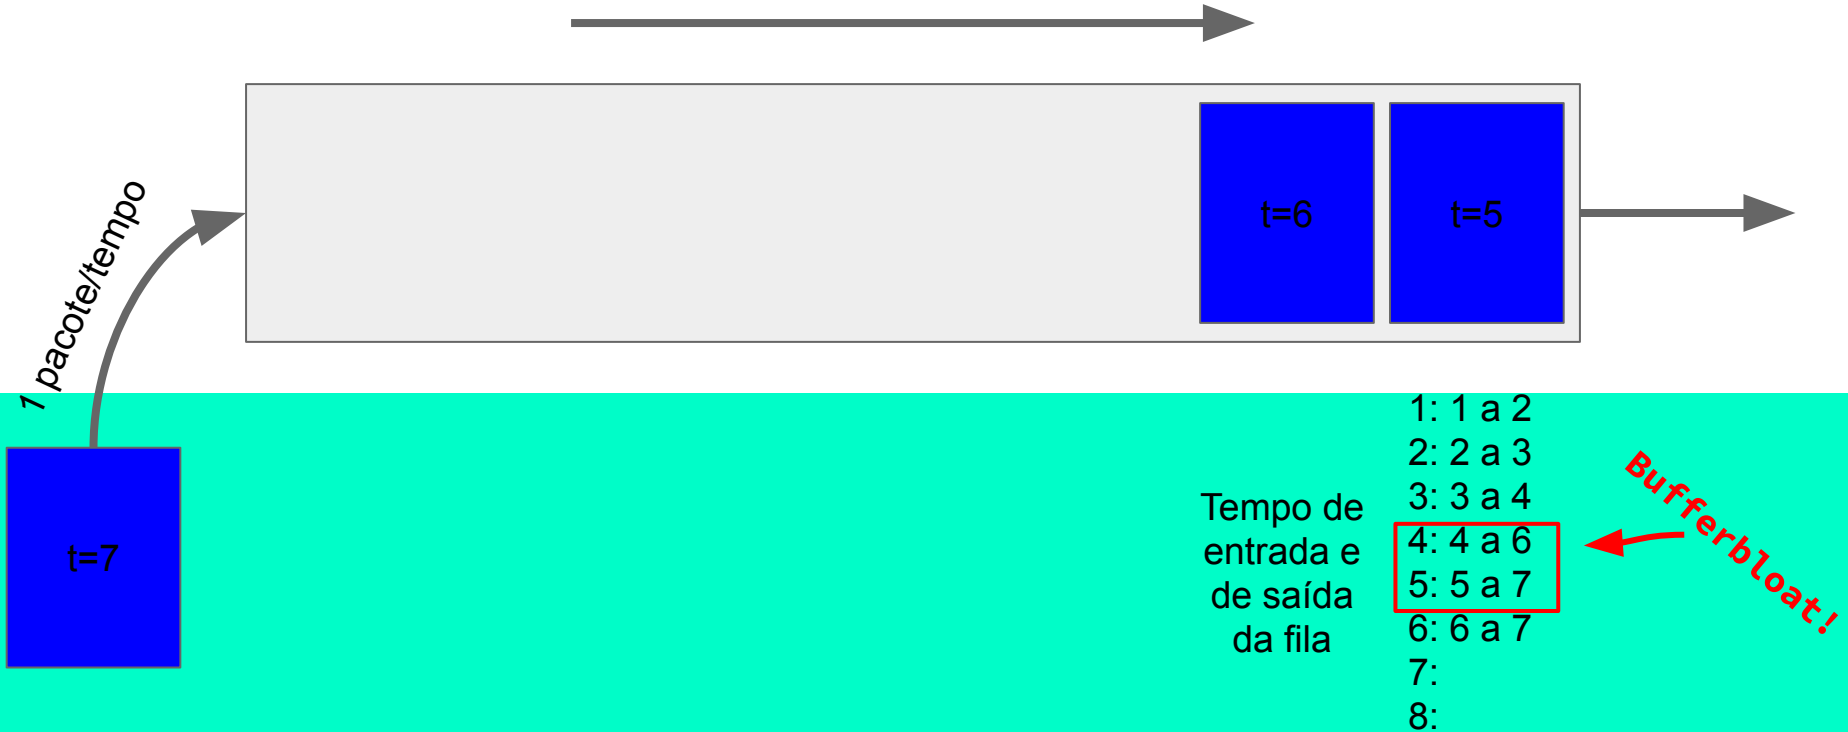 t=6
t=5
1 pacote/tempo
t=7
Tempo de
entrada e
de saída
da fila
1: 1 a 2
2: 2 a 3
3: 3 a 4
4: 4 a 6
5: 5 a 7
6: 6 a 7
7:
8:
Bufferbloat!